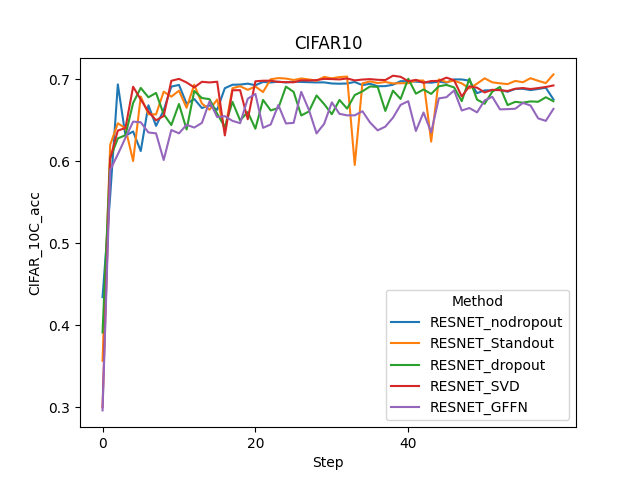 CIFAR10
CIFAR_10C_acc
0.7
0.6
0.5
0.4
0.3
0
20
40
Step
Method
RESNET_nodropout
RESNET_Standout
RESNET_dropout
RESNET_SVD
RESNET_GFFN